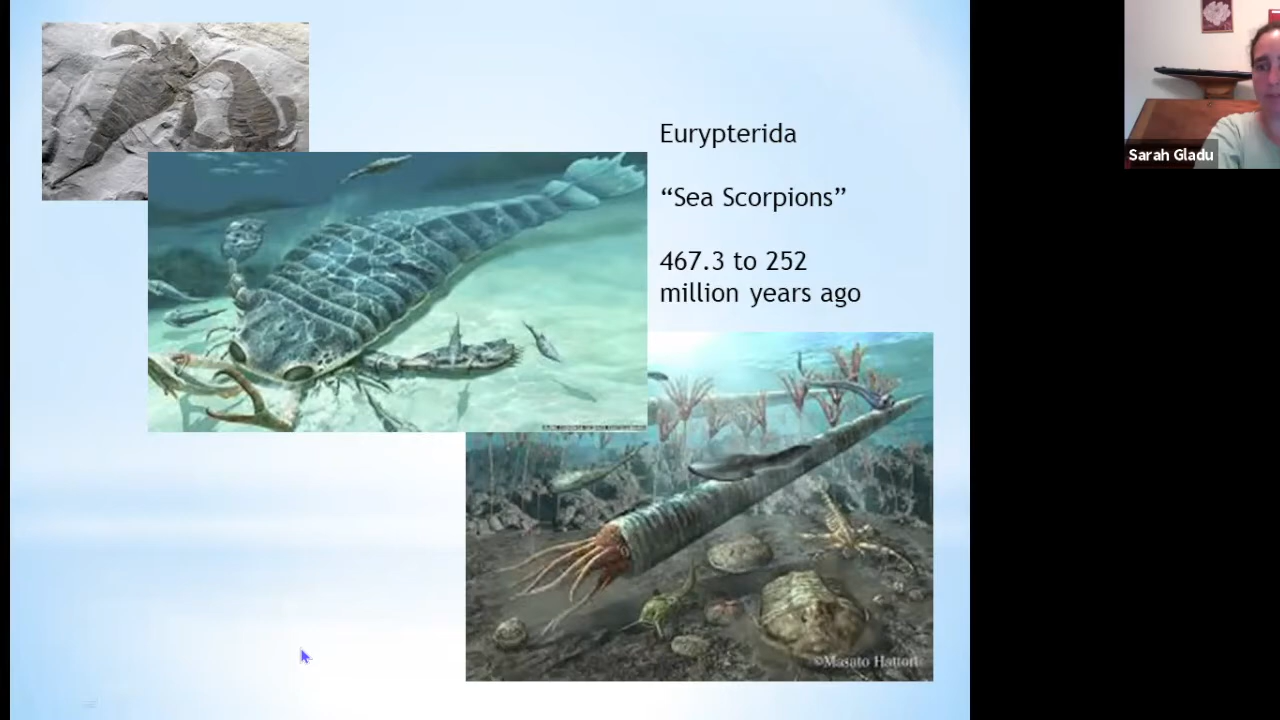 Eurypterida
“Sea Scorpions”
467.3 to 252
million years ago
Sarah Gladu
©Masato Hattori